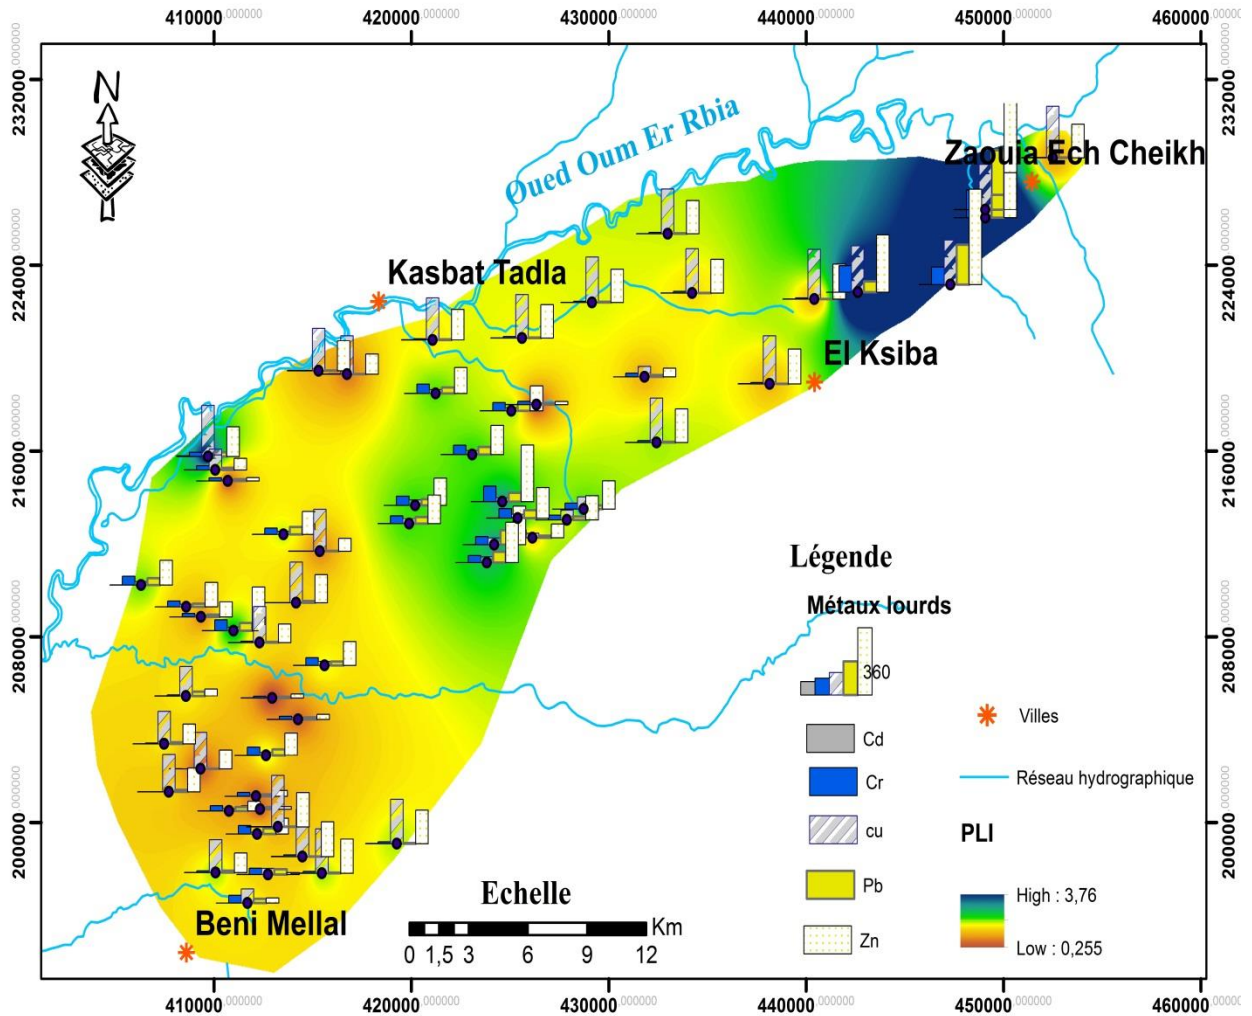 410000,000000 420000,000000 430000,000000 440000,000000 450000,000000 460000,000000
232000,000000
224000,000000
216000,000000
208000,000000
200000,000000
232000,000000
224000,000000
216000,000000
208000,000000
200000,000000
N
Oued Oum Er Rbia
Zaouia Ech Cheikh
Kasbat Tadla
El Ksiba
Beni Mellal
Légende
Métaux lourds
360
Cd
Cr
cu
Pb
Zn
Villes
Réseau hydrographique
PLI
High : 3,76
Low : 0,255
Echelle
Km
0 1,5 3 6 9 12
410000,000000 420000,000000 430000,000000 440000,000000 450000,000000 460000,000000